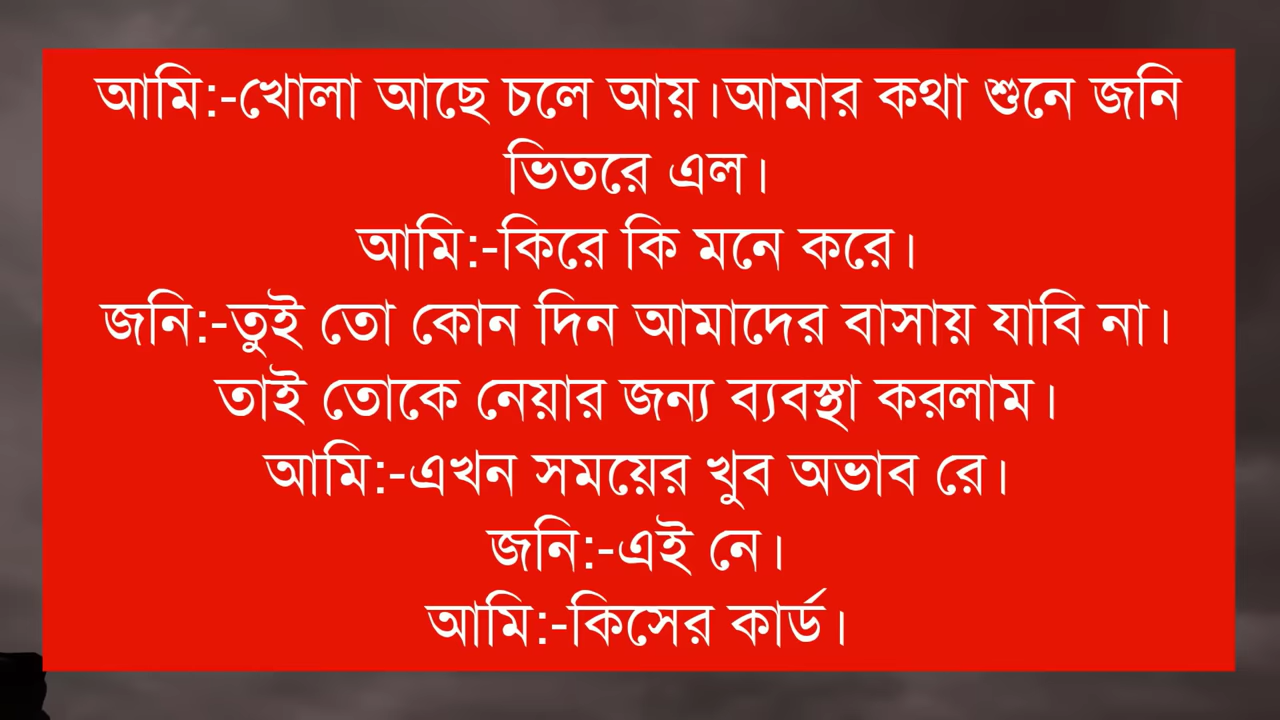 আমি:-খোলা আছে চলে আয়।আমার কথা শুনে জনি
ভিতরে এল।
আমি:-কিরে কি মনে করে।
জনি:-তুই তো কোন দিন আমাদের বাসায় যাবি না।
তাই তোকে নেয়ার জন্য ব্যবস্থা করলাম।
আমি:-এখন সময়ের খুব অভাব রে।
জনি:-এই নে।
আমি:-কিসের কার্ড।